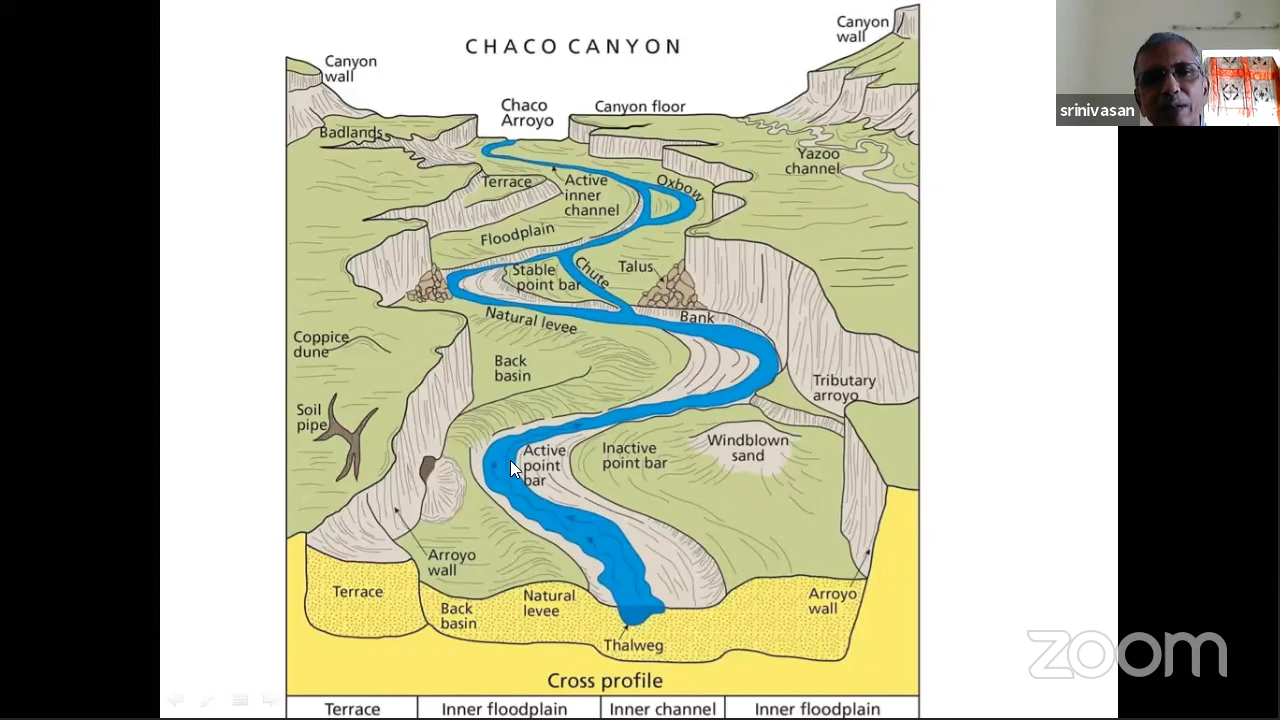 CHACO CANYON
Canyon
wall
srinivasan
Canyon
wall
Chaco
Arroyo
Canyon floor
Badlands
Yazoo
channel
Terrace
Active
inner
channel
Oxbow
Floodplain
Stable
point bar
Chute
Talus
Natural levee
Bank
Coppice
dune
Back
basin
Tributary
arroyo
Soil
pipe
Active
point
bar
Inactive
point bar
Windblown
sand
Arroyo
wall
Terrace
Back
basin
Natural
levee
Arroyo
wall
Thalweg
zoom
Cross profile
Terrace
Inner floodplain
Inner channel
Inner floodplain